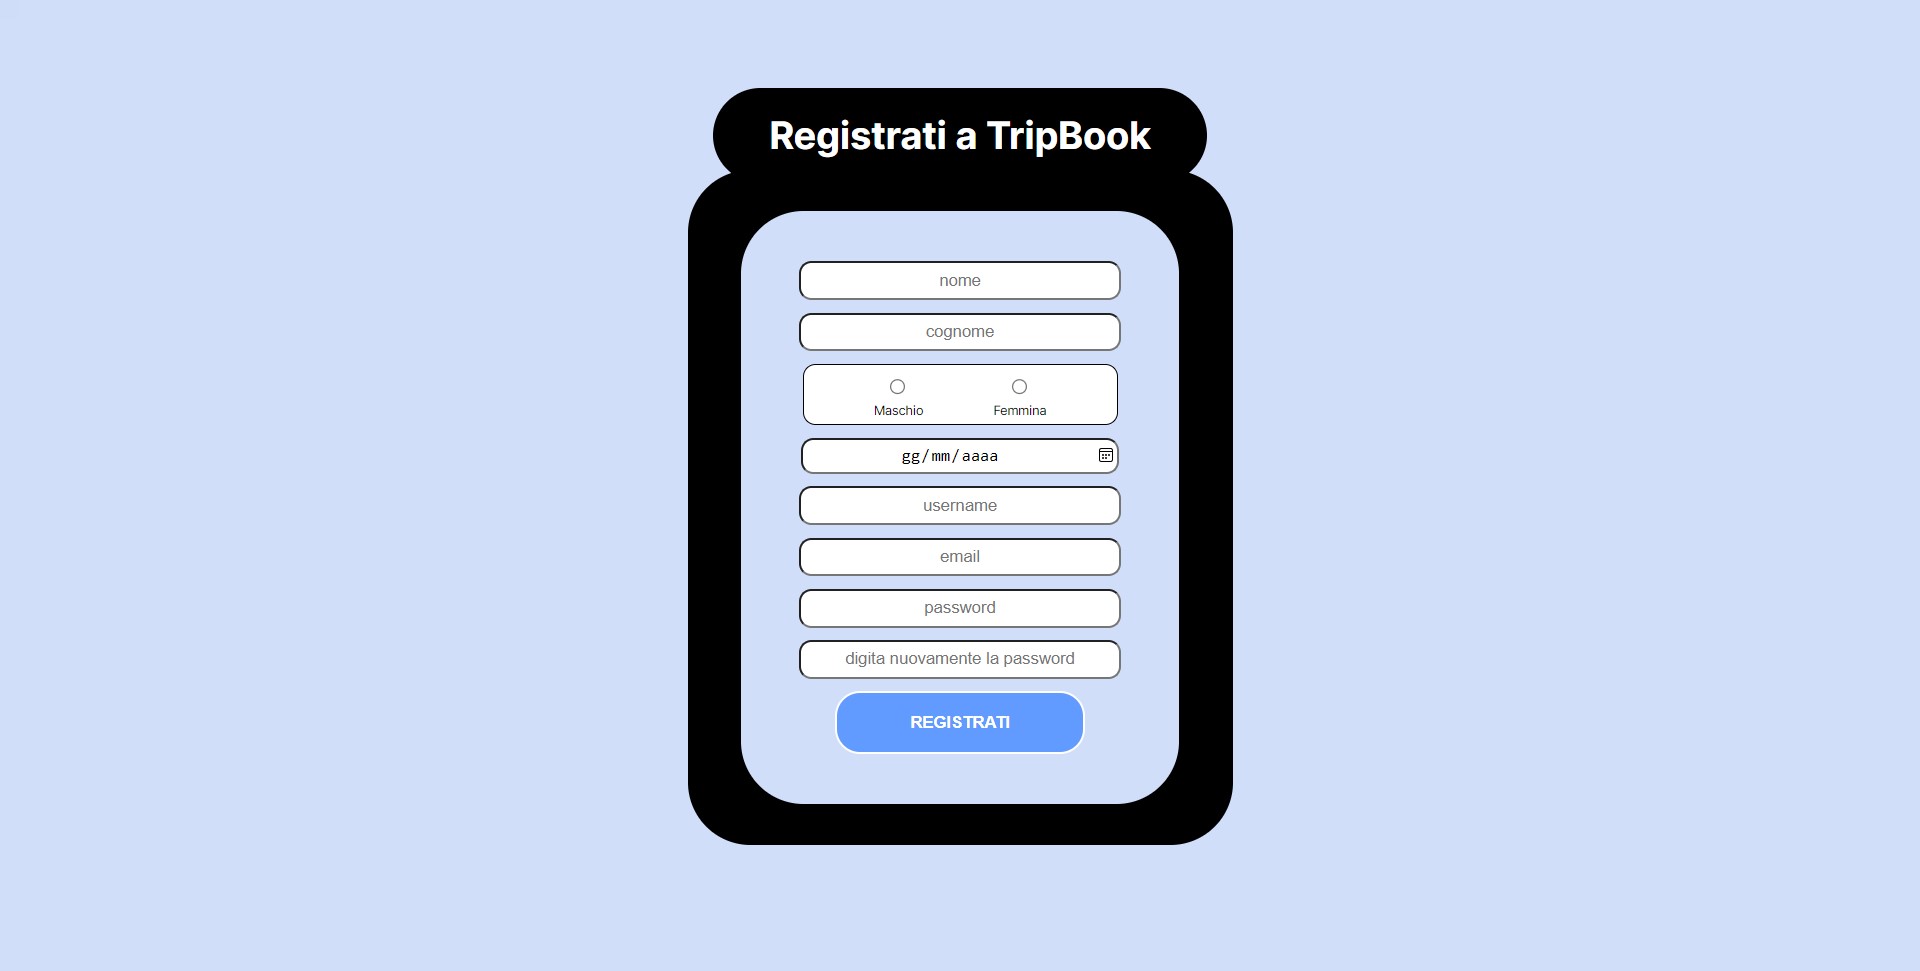 Registrati a TripBook
nome
cognome
Maschio Femmina
gg/mm/aaaa
username
email
password
digita nuovamente la password
REGISTRATI